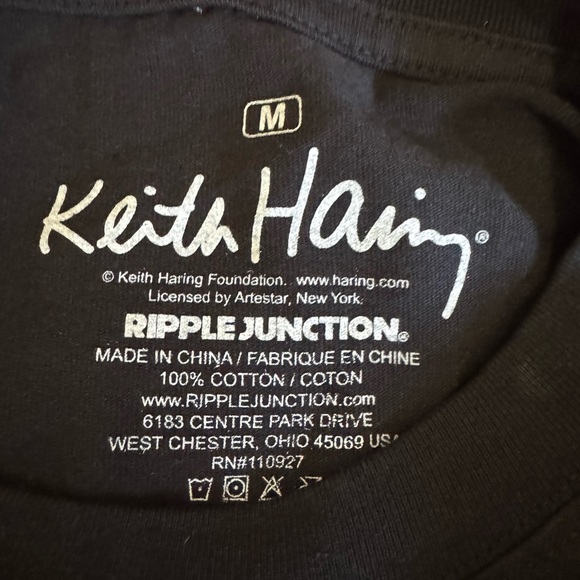 M
Keith Haring®
© Keith Haring Foundation. www.haring.com
Licensed by Artestar, New York.
RIPPLE JUNCTION®
MADE IN CHINA / FABRIQUE EN CHINE
100% COTTON / COTON
www.RIPPLEJUNCTION.com
6183 CENTRE PARK DRIVE
WEST CHESTER, OHIO 45069 USA
RN#110927